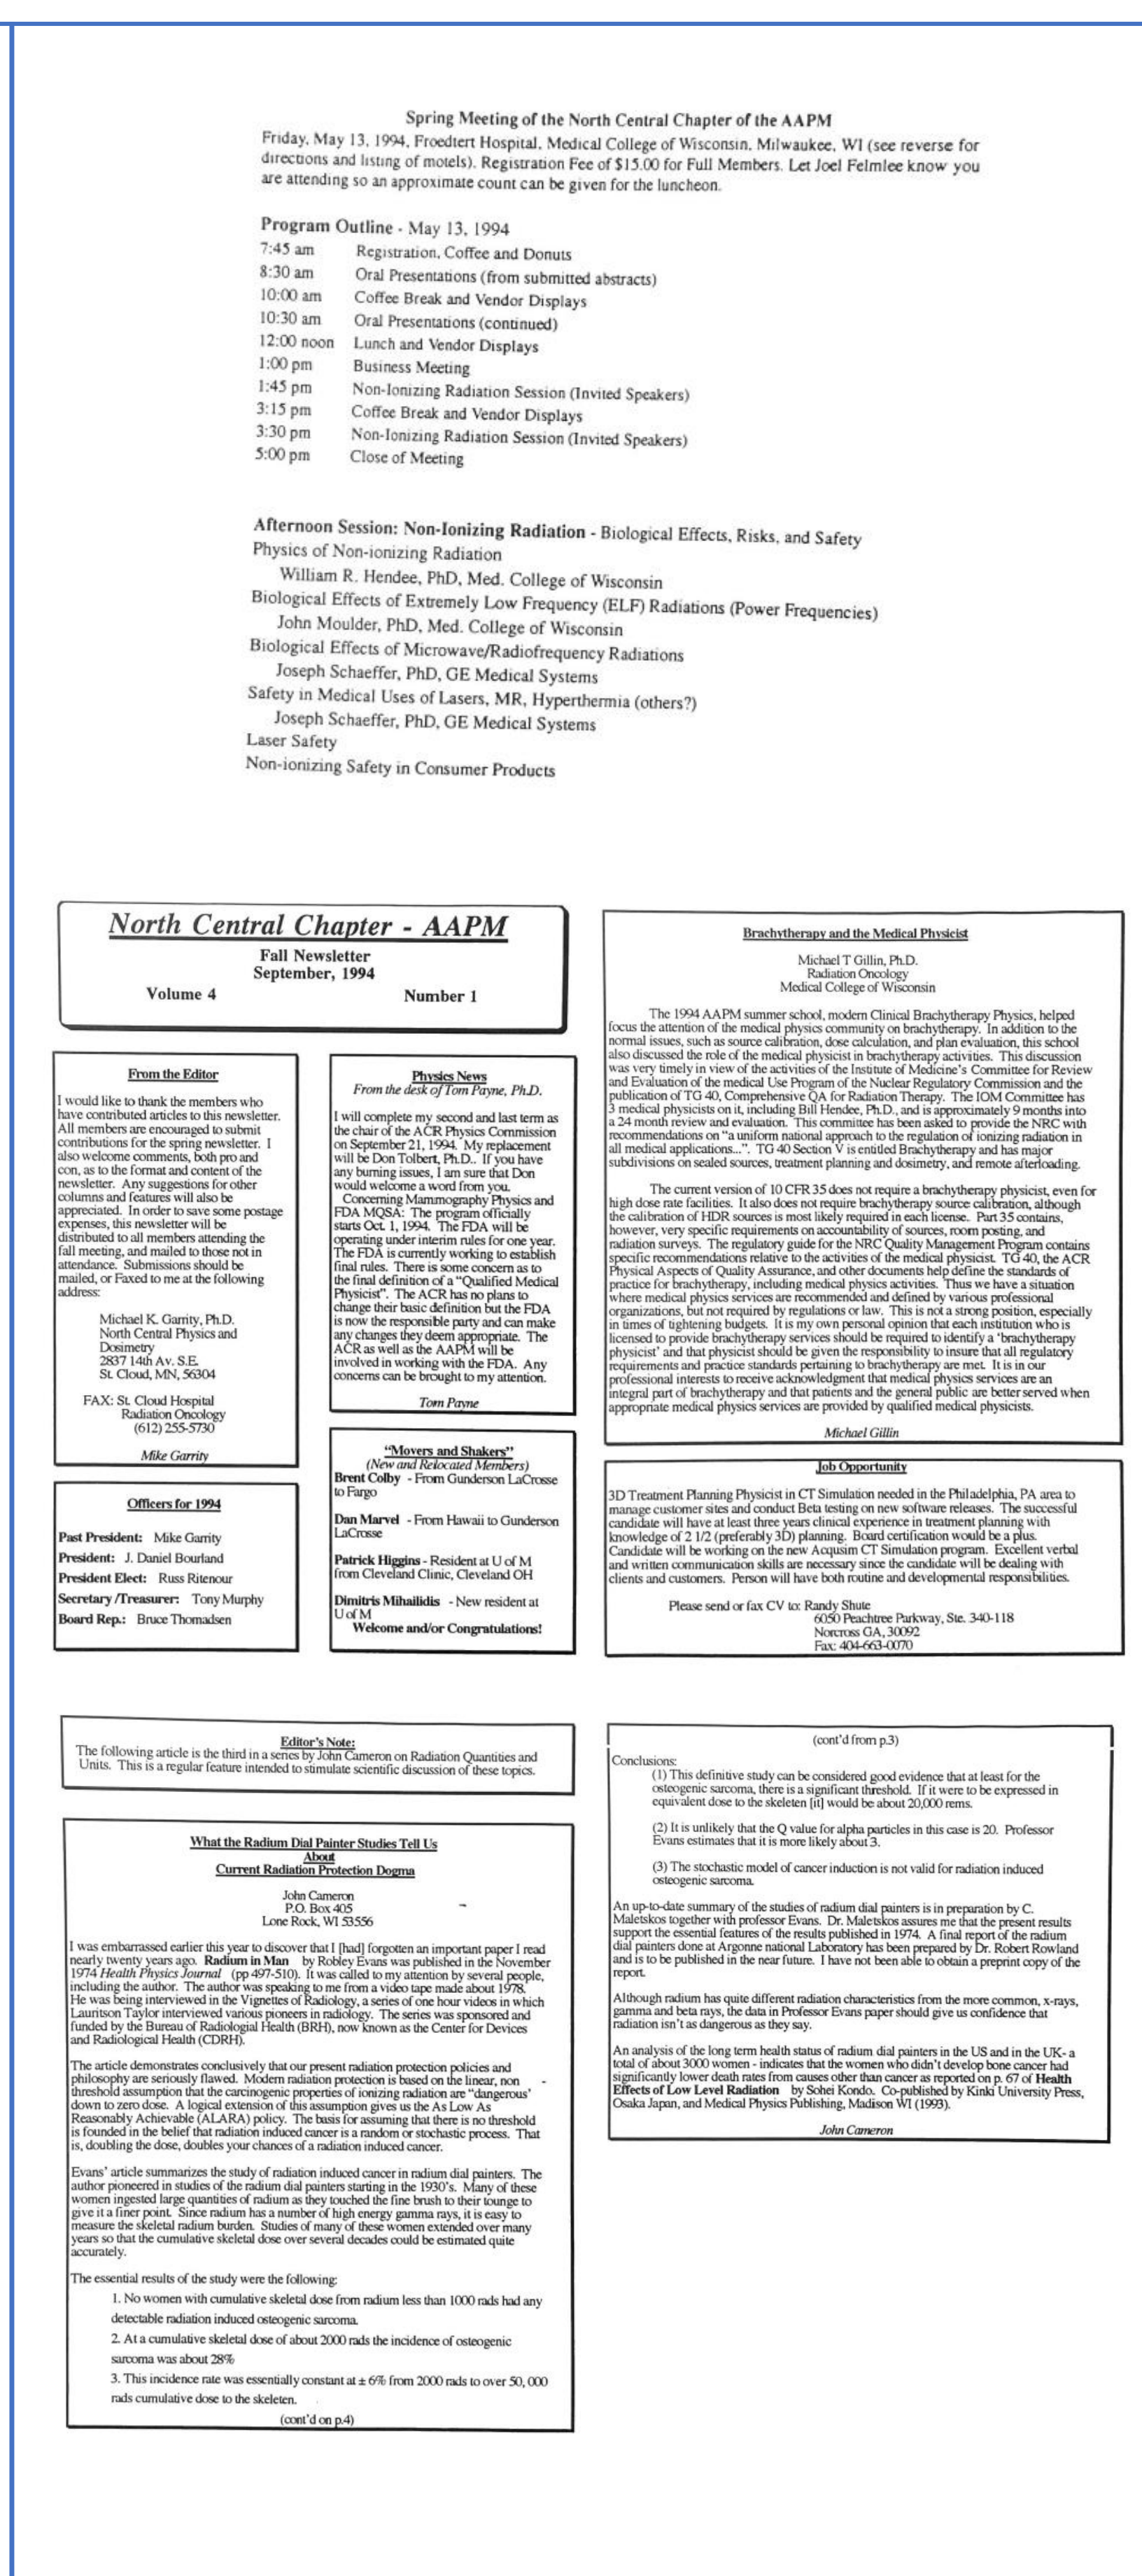 Spring Meeting of the North Central Chapter of the AAPM
Friday, May 13, 1994, Froedtert Hospital, Medical College of Wisconsin, Milwaukee, WI (see reverse for
directions and listing of motels). Registration Fee of $15.00 for Full Members. Let Joel Felmlee know you
are attending so an approximate count can be given for the luncheon.
Program Outline - May 13, 1994
7:45 am Registration, Coffee and Donuts
8:30 am Oral Presentations (from submitted abstracts)
10:00 am Coffee Break and Vendor Displays
10:30 am Oral Presentations (continued)
12:00 noon Lunch and Vendor Displays
1:00 pm Business Meeting
1:45 pm Non-Ionizing Radiation Session (Invited Speakers)
3:15 pm Coffee Break and Vendor Displays
3:30 pm Non-Ionizing Radiation Session (Invited Speakers)
5:00 pm Close of Meeting
Afternoon Session: Non-Ionizing Radiation - Biological Effects, Risks, and Safety
Physics of Non-ionizing Radiation
William R. Hendee, PhD, Med. College of Wisconsin
Biological Effects of Extremely Low Frequency (ELF) Radiations (Power Frequencies)
John Moulder, PhD, Med. College of Wisconsin
Biological Effects of Microwave/Radiofrequency Radiations
Joseph Schaeffer, PhD, GE Medical Systems
Safety in Medical Uses of Lasers, MR, Hyperthermia (others?)
Joseph Schaeffer, PhD, GE Medical Systems
Laser Safety
Non-ionizing Safety in Consumer Products
North Central Chapter - AAPM
Fall Newsletter
September, 1994
Volume 4 Number 1
From the Editor
I would like to thank the members who
have contributed articles to this newsletter.
All members are encouraged to submit
contributions for the spring newsletter. I
also welcome comments, both pro and
con, as to the format and content of the
newsletter. Any suggestions for other
columns and features will also be
appreciated. In order to save some postage
expenses, this newsletter will be
distributed to all members attending the
fall meeting, and mailed to those not in
attendance. Submissions should be
mailed, or Faxed to me at the following
address:
Michael K. Garrity, Ph.D.
North Central Physics and
Dosimetry
2837 14th Av. S.E.
St. Cloud, MN, 56304
FAX: St. Cloud Hospital
Radiation Oncology
(612) 255-5730
Mike Garrity
Officers for 1994
Past President: Mike Garrity
President: J. Daniel Bourland
President Elect: Russ Ritenour
Secretary /Treasurer: Tony Murphy
Board Rep.: Bruce Thomadsen
Physics News
From the desk of Tom Payne, Ph.D.
I will complete my second and last term as
the chair of the ACR Physics Commission
on September 21, 1994. My replacement
will be Don Tolbert, Ph.D.. If you have
any burning issues, I am sure that Don
would welcome a word from you.
Concerning Mammography Physics and
FDA MQSA: The program officially
starts Oct. 1, 1994. The FDA will be
operating under interim rules for one year.
The FDA is currently working to establish
final rules. There is some concern as to
the final definition of a "Qualified Medical
Physicist". The ACR has no plans to
change their basic definition but the FDA
is now the responsible party and can make
any changes they deem appropriate. The
ACR as well as the AAPM will be
involved in working with the FDA. Any
concerns can be brought to my attention.
Tom Payne
"Movers and Shakers"
(New and Relocated Members)
Brent Colby - From Gunderson LaCrosse
to Fargo
Dan Marvel - From Hawaii to Gunderson
LaCrosse
Patrick Higgins - Resident at U of M
from Cleveland Clinic, Cleveland OH
Dimitris Mihailidis - New resident at
U of M
Welcome and/or Congratulations!
Brachytherapy and the Medical Physicist
Michael T Gillin, Ph.D.
Radiation Oncology
Medical College of Wisconsin
The 1994 AAPM summer school, modern Clinical Brachytherapy Physics, helped
focus the attention of the medical physics community on brachytherapy. In addition to the
normal issues, such as source calibration, dose calculation, and plan evaluation, this school
also discussed the role of the medical physicist in brachytherapy activities. This discussion
was very timely in view of the activities of the Institute of Medicine's Committee for Review
and Evaluation of the medical Use Program of the Nuclear Regulatory Commission and the
publication of TG 40, Comprehensive QA for Radiation Therapy. The IOM Committee has
3 medical physicists on it, including Bill Hendee, Ph.D., and is approximately 9 months into
a 24 month review and evaluation. This committee has been asked to provide the NRC with
recommendations on "a uniform national approach to the regulation of ionizing radiation in
all medical applications...". TG 40 Section V is entitled Brachytherapy and has major
subdivisions on sealed sources, treatment planning and dosimetry, and remote afterloading.
The current version of 10 CFR 35 does not require a brachytherapy physicist, even for
high dose rate facilities. It also does not require brachytherapy source calibration, although
the calibration of HDR sources is most likely required in each license. Part 35 contains,
however, very specific requirements on accountability of sources, room posting, and
radiation surveys. The regulatory guide for the NRC Quality Management Program contains
specific recommendations relative to the activities of the medical physicist. TG 40, the ACR
Physical Aspects of Quality Assurance, and other documents help define the standards of
practice for brachytherapy, including medical physics activities. Thus we have a situation
where medical physics services are recommended and defined by various professional
organizations, but not required by regulations or law. This is not a strong position, especially
in times of tightening budgets. It is my own personal opinion that each institution who is
licensed to provide brachytherapy services should be required to identify a 'brachytherapy
physicist' and that physicist should be given the responsibility to insure that all regulatory
requirements and practice standards pertaining to brachytherapy are met. It is in our
professional interests to receive acknowledgment that medical physics services are an
integral part of brachytherapy and that patients and the general public are better served when
appropriate medical physics services are provided by qualified medical physicists.
Michael Gillin
Job Opportunity
3D Treatment Planning Physicist in CT Simulation needed in the Philadelphia, PA area to
manage customer sites and conduct Beta testing on new software releases. The successful
candidate will have at least three years clinical experience in treatment planning with
knowledge of 2 1/2 (preferably 3D) planning. Board certification would be a plus.
Candidate will be working on the new Acqusim CT Simulation program. Excellent verbal
and written communication skills are necessary since the candidate will be dealing with
clients and customers. Person will have both routine and developmental responsibilities.
Please send or fax CV to: Randy Shute
6050 Peachtree Parkway, Ste. 340-118
Norcross GA, 30092
Fax: 404-663-0070
Editor's Note:
The following article is the third in a series by John Cameron on Radiation Quantities and
Units. This is a regular feature intended to stimulate scientific discussion of these topics.
What the Radium Dial Painter Studies Tell Us
About
Current Radiation Protection Dogma
John Cameron
P.O. Box 405
Lone Rock, WI 53556
I was embarrassed earlier this year to discover that I [had] forgotten an important paper I read
nearly twenty years ago. Radium in Man by Robley Evans was published in the November
1974 Health Physics Journal (pp 497-510). It was called to my attention by several people,
including the author. The author was speaking to me from a video tape made about 1978.
He was being interviewed in the Vignettes of Radiology, a series of one hour videos in which
Lauritson Taylor interviewed various pioneers in radiology. The series was sponsored and
funded by the Bureau of Radiological Health (BRH), now known as the Center for Devices
and Radiological Health (CDRH).
The article demonstrates conclusively that our present radiation protection policies and
philosophy are seriously flawed. Modern radiation protection is based on the linear, non -
threshold assumption that the carcinogenic properties of ionizing radiation are "dangerous'
down to zero dose. A logical extension of this assumption gives us the As Low As
Reasonably Achievable (ALARA) policy. The basis for assuming that there is no threshold
is founded in the belief that radiation induced cancer is a random or stochastic process. That
is, doubling the dose, doubles your chances of a radiation induced cancer.
Evans' article summarizes the study of radiation induced cancer in radium dial painters. The
author pioneered in studies of the radium dial painters starting in the 1930's. Many of these
women ingested large quantities of radium as they touched the fine brush to their tounge to
give it a finer point. Since radium has a number of high energy gamma rays, it is easy to
measure the skeletal radium burden. Studies of many of these women extended over many
years so that the cumulative skeletal dose over several decades could be estimated quite
accurately.
The essential results of the study were the following:
1. No women with cumulative skeletal dose from radium less than 1000 rads had any
detectable radiation induced osteogenic sarcoma.
2. At a cumulative skeletal dose of about 2000 rads the incidence of osteogenic
sarcoma was about 28%
3. This incidence rate was essentially constant at ± 6% from 2000 rads to over 50, 000
rads cumulative dose to the skeleten.
(cont'd on p.4)
(cont'd from p.3)
Conclusions:
(1) This definitive study can be considered good evidence that at least for the
osteogenic sarcoma, there is a significant threshold. If it were to be expressed in
equivalent dose to the skeleten [it] would be about 20,000 rems.
(2) It is unlikely that the Q value for alpha particles in this case is 20. Professor
Evans estimates that it is more likely about 3.
(3) The stochastic model of cancer induction is not valid for radiation induced
osteogenic sarcoma.
An up-to-date summary of the studies of radium dial painters is in preparation by C.
Maletskos together with professor Evans. Dr. Maletskos assures me that the present results
support the essential features of the results published in 1974. A final report of the radium
dial painters done at Argonne national Laboratory has been prepared by Dr. Robert Rowland
and is to be published in the near future. I have not been able to obtain a preprint copy of the
report.
Although radium has quite different radiation characteristics from the more common, x-rays,
gamma and beta rays, the data in Professor Evans paper should give us confidence that
radiation isn't as dangerous as they say.
An analysis of the long term health status of radium dial painters in the US and in the UK- a
total of about 3000 women - indicates that the women who didn't develop bone cancer had
significantly lower death rates from causes other than cancer as reported on p. 67 of Health
Effects of Low Level Radiation by Sohei Kondo. Co-published by Kinki University Press,
Osaka Japan, and Medical Physics Publishing, Madison WI (1993).
John Cameron